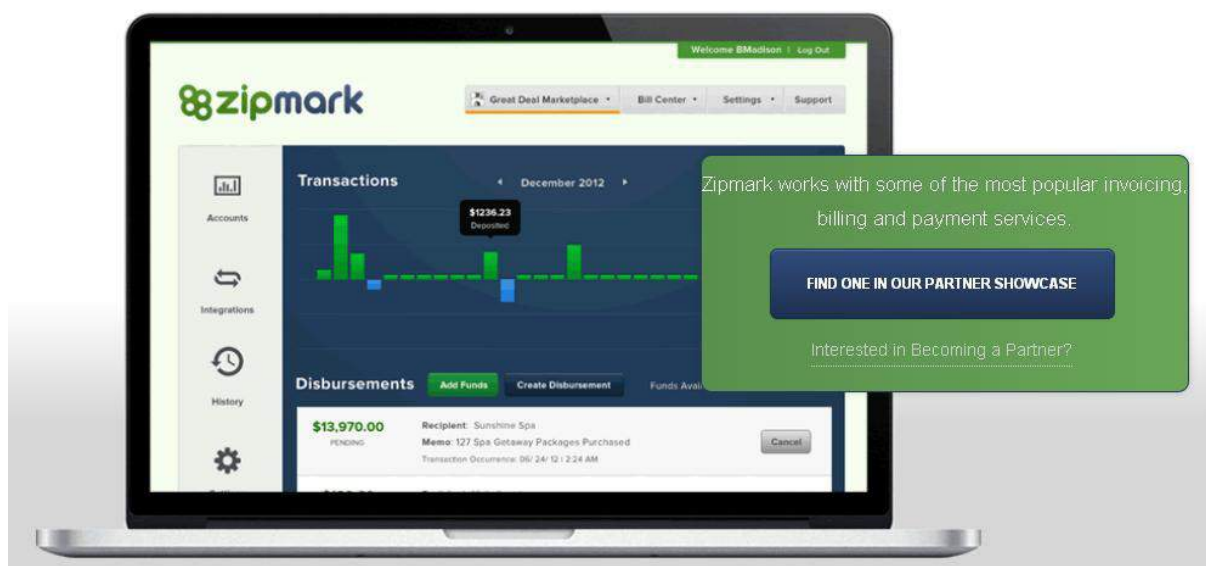 Welcome BMadison | Log Out
zipmark
Great Deal Marketplace Bill Center Settings Support
Accounts
Integrations
History
Transactions
December 2012
$1236.23
Deposited
Zipmark works with some of the most popular invoicing,
billing and payment services.
FIND ONE IN OUR PARTNER SHOWCASE
Interested in Becoming a Partner?
Disbursements Add Funds Create Disbursement Funds
$13,970.00
PENDING
Recipient: Sunshine Spa
Memo: 127 Spa Getaway Packages Purchased
Transaction Occurrence: 06/ 24/ 12 | 2:24 AM
Cancel